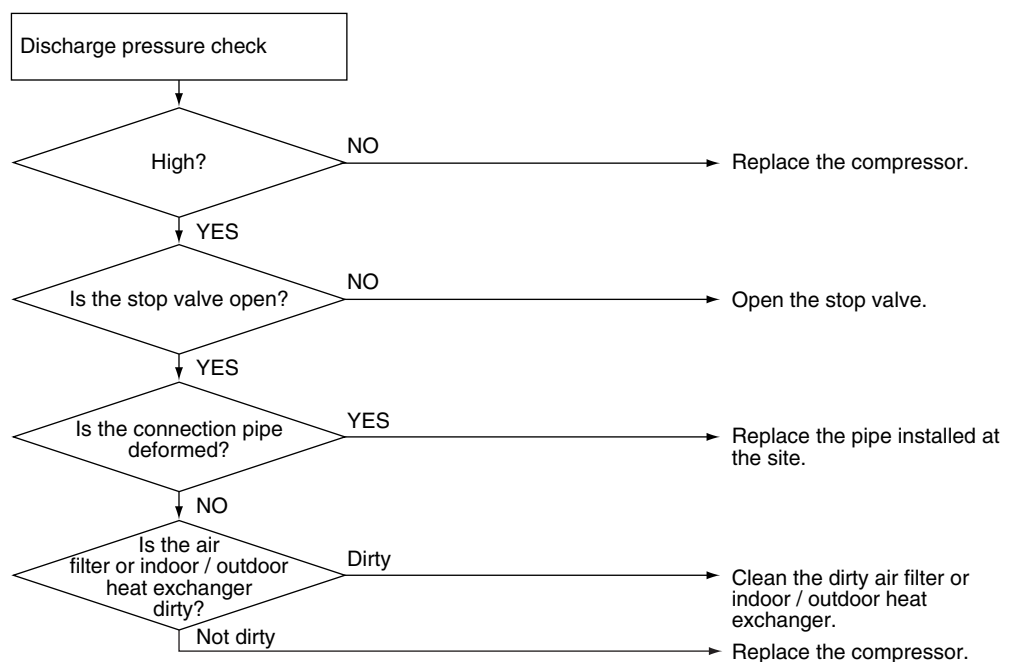 Discharge pressure check
High?
NO
Replace the compressor.
YES
Is the stop valve open?
NO
Open the stop valve.
YES
Is the connection pipe
deformed?
YES
Replace the pipe installed at
the site.
NO
Is the air
filter or indoor / outdoor
heat exchanger
dirty?
Dirty
Clean the dirty air filter or
indoor / outdoor heat
exchanger.
Not dirty
Replace the compressor.